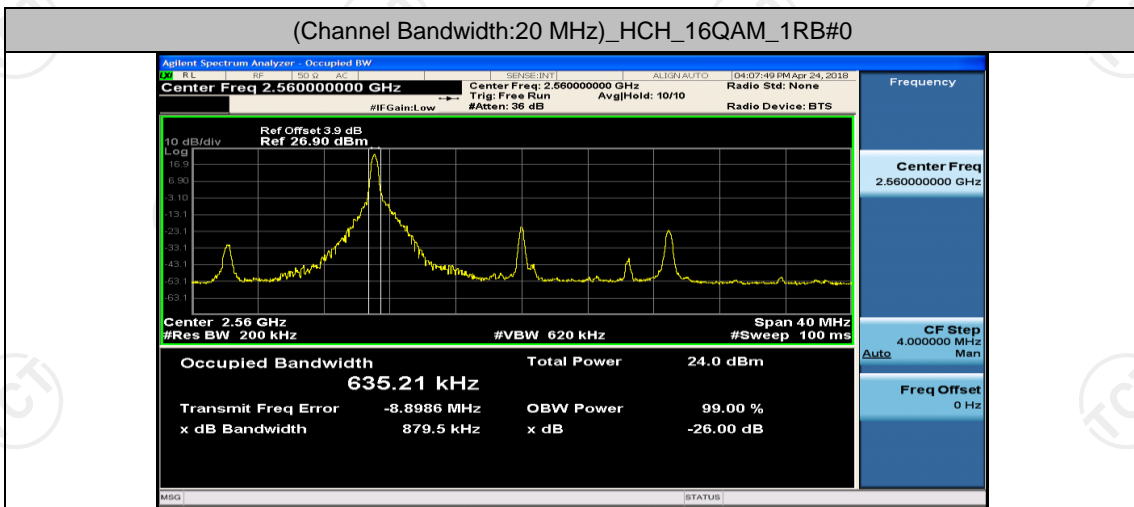 (Channel Bandwidth:20 MHz)_HCH_16QAM_1RB#0
Agilent Spectrum Analyzer - Occupied BW
LXI RL RF 50 Ω AC SENSE:INT ALIGN AUTO 04:07:49 PM Apr 24, 2018
Center Freq 2.560000000 GHz
Center Freq: 2.560000000 GHz
Radio Std: None
Trig: Free Run Avg|Hold: 10/10
#IFGain:Low #Atten: 36 dB Radio Device: BTS
Ref Offset 3.9 dB
10 dB/div Ref 26.90 dBm
Log
16.9
6.90
-3.10
-13.1
-23.1
-33.1
-43.1
-53.1
-63.1
Center 2.56 GHz Span 40 MHz
#Res BW 200 kHz #VBW 620 kHz #Sweep 100 ms
Occupied Bandwidth Total Power 24.0 dBm
635.21 kHz
Transmit Freq Error -8.8986 MHz OBW Power 99.00 %
x dB Bandwidth 879.5 kHz x dB -26.00 dB
MSG STATUS
Frequency
Center Freq
2.560000000 GHz
CF Step
4.000000 MHz
Auto Man
Freq Offset
0 Hz
TCT
TCT